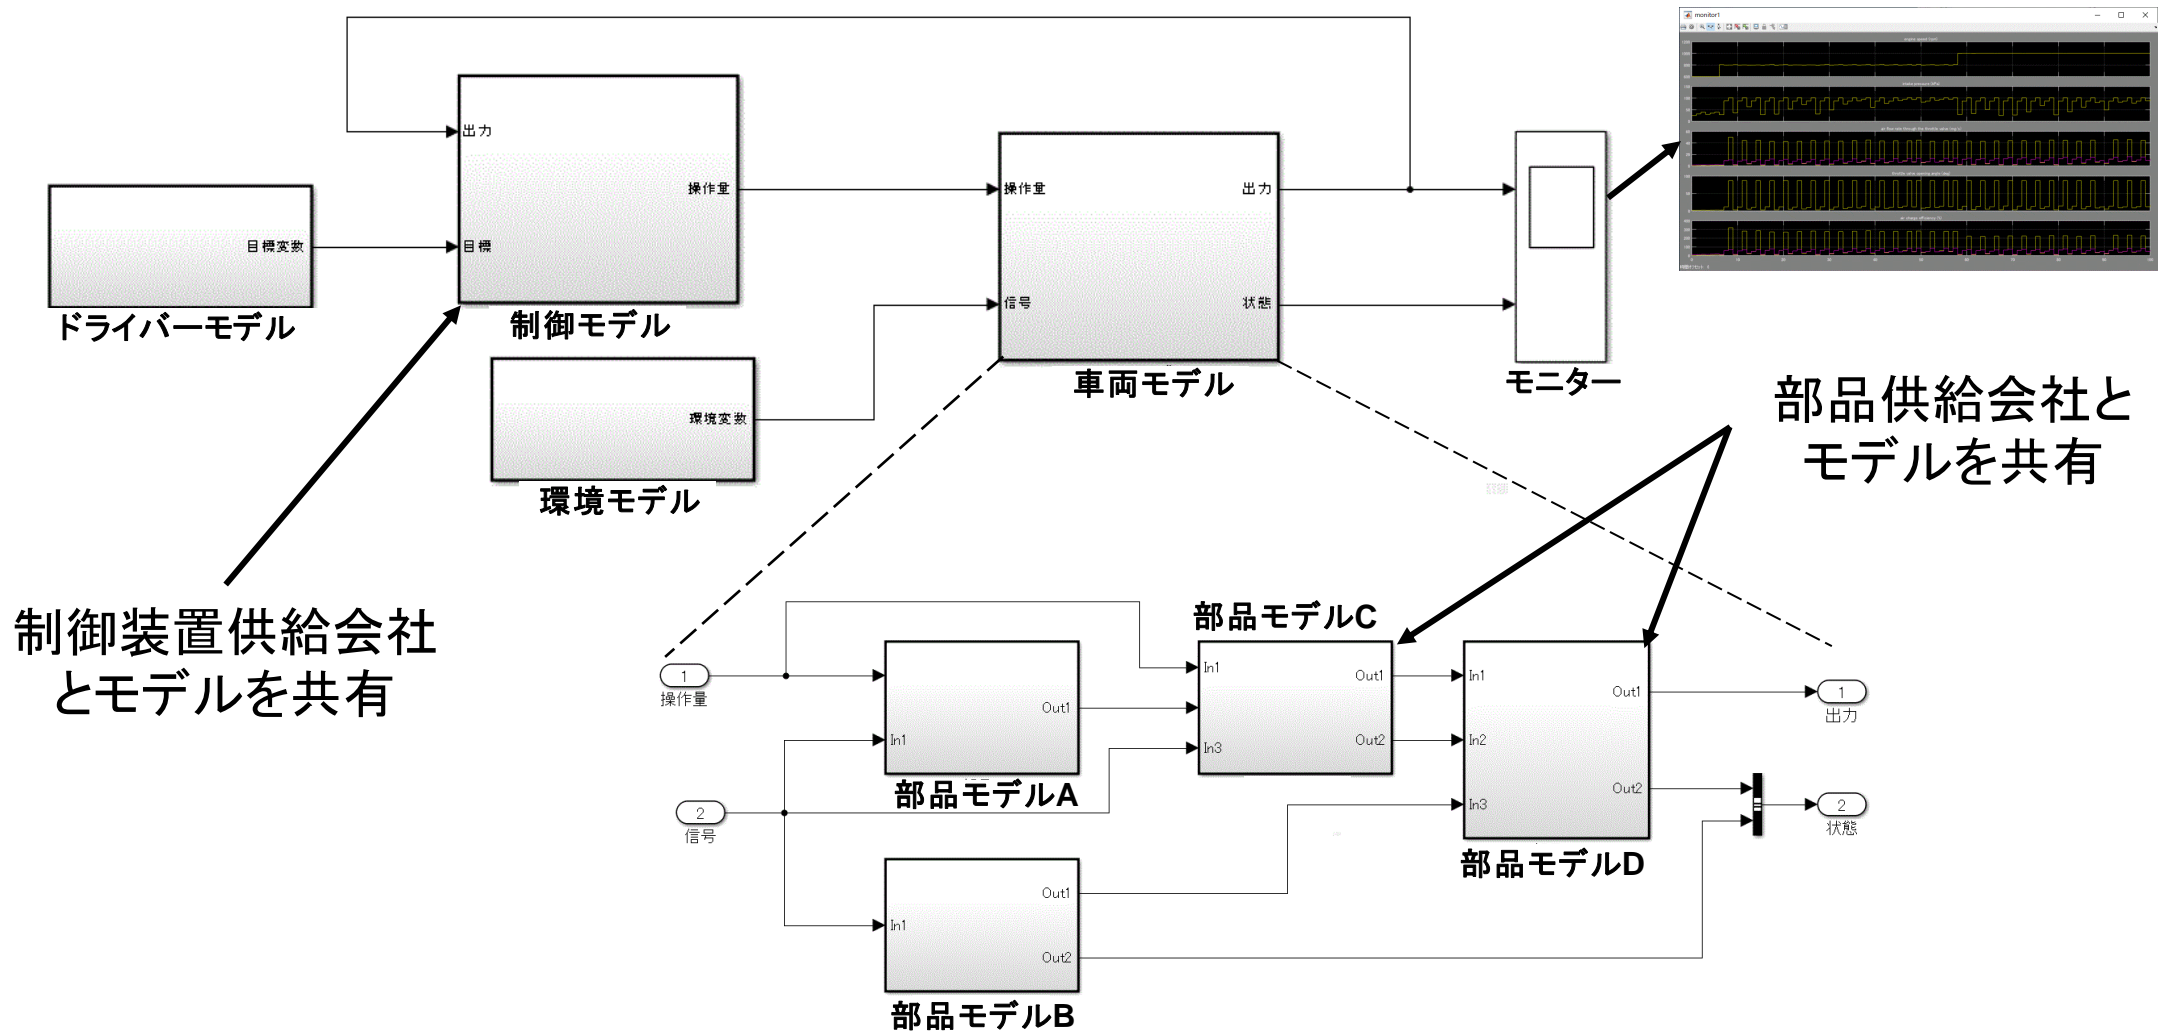 monitor1
出力
操作量
目標
目標変数
ドライバーモデル
制御モデル
操作量
出力
信号
状態
車両モデル
モニター
環境変数
環境モデル
部品供給会社と
モデルを共有
制御装置供給会社
とモデルを共有
部品モデルC
1
操作量
In1
Out1
部品モデルA
In1
In3
Out1
Out2
In1
In2
In3
Out1
Out2
部品モデルD
1
出力
2
状態
2
信号
In1
Out1
Out2
部品モデルB